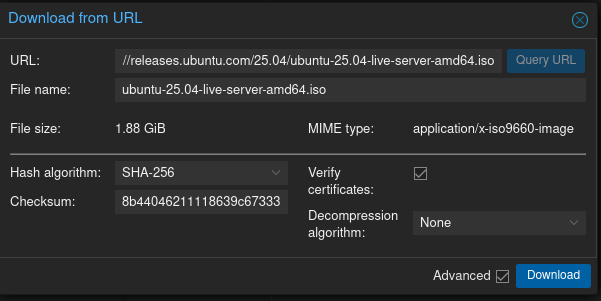 Download from URL
URL: //releases.ubuntu.com/25.04/ubuntu-25.04-live-server-amd64.iso Query URL
File name: ubuntu-25.04-live-server-amd64.iso
File size: 1.88 GiB MIME type: application/x-iso9660-image
Hash algorithm: SHA-256 Verify certificates:
Checksum: 8b44046211118639c67333
Decompression algorithm: None
Advanced Download